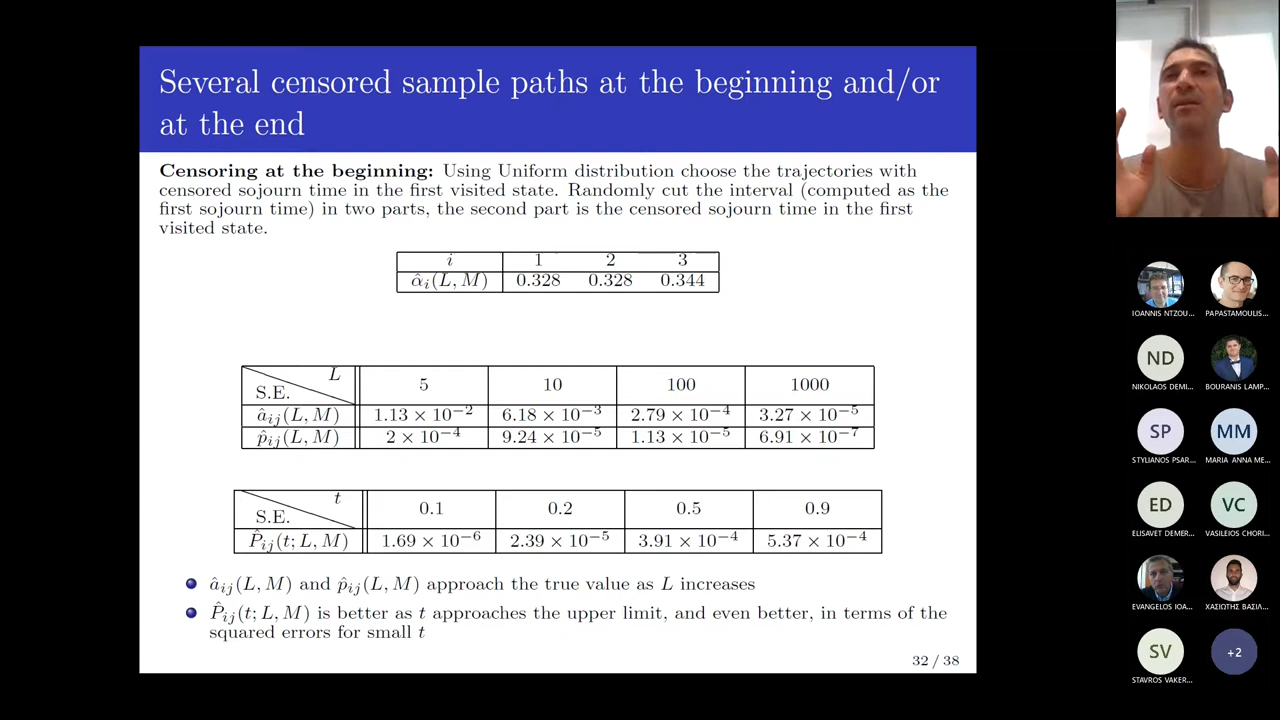 Several censored sample paths at the beginning and/or
at the end
Censoring at the beginning: Using Uniform distribution choose the trajectories with
censored sojourn time in the first visited state. Randomly cut the interval (computed as the
first sojourn time) in two parts, the second part is the censored sojourn time in the first
visited state.
i 1 2 3
α̂ᵢ(L, M) 0.328 0.328 0.344
L
S.E. 5 10 100 1000
âᵢⱼ(L, M) 1.13 × 10⁻² 6.18 × 10⁻³ 2.79 × 10⁻⁴ 3.27 × 10⁻⁵
p̂ᵢⱼ(L, M) 2 × 10⁻⁴ 9.24 × 10⁻⁵ 1.13 × 10⁻⁵ 6.91 × 10⁻⁷
t
S.E. 0.1 0.2 0.5 0.9
P̂ᵢⱼ(t; L, M) 1.69 × 10⁻⁶ 2.39 × 10⁻⁵ 3.91 × 10⁻⁴ 5.37 × 10⁻⁴
âᵢⱼ(L, M) and p̂ᵢⱼ(L, M) approach the true value as L increases
P̂ᵢⱼ(t; L, M) is better as t approaches the upper limit, and even better, in terms of the
squared errors for small t
32 / 38
IOANNIS NTZOU... PAPASTAMOULIS...
ND
NIKOLAOS DEMI... BOURANIS LAMP...
SP MM
STYLIANOS PSAR... MARIA ANNA ME...
ED VC
ELISAVET DEMER... VASILEIOS CHORI...
EVANGELOS IOA... ΧΑΣΙΩΤΗΣ ΒΑΣΙΛ...
SV +2
STAVROS VAKER...